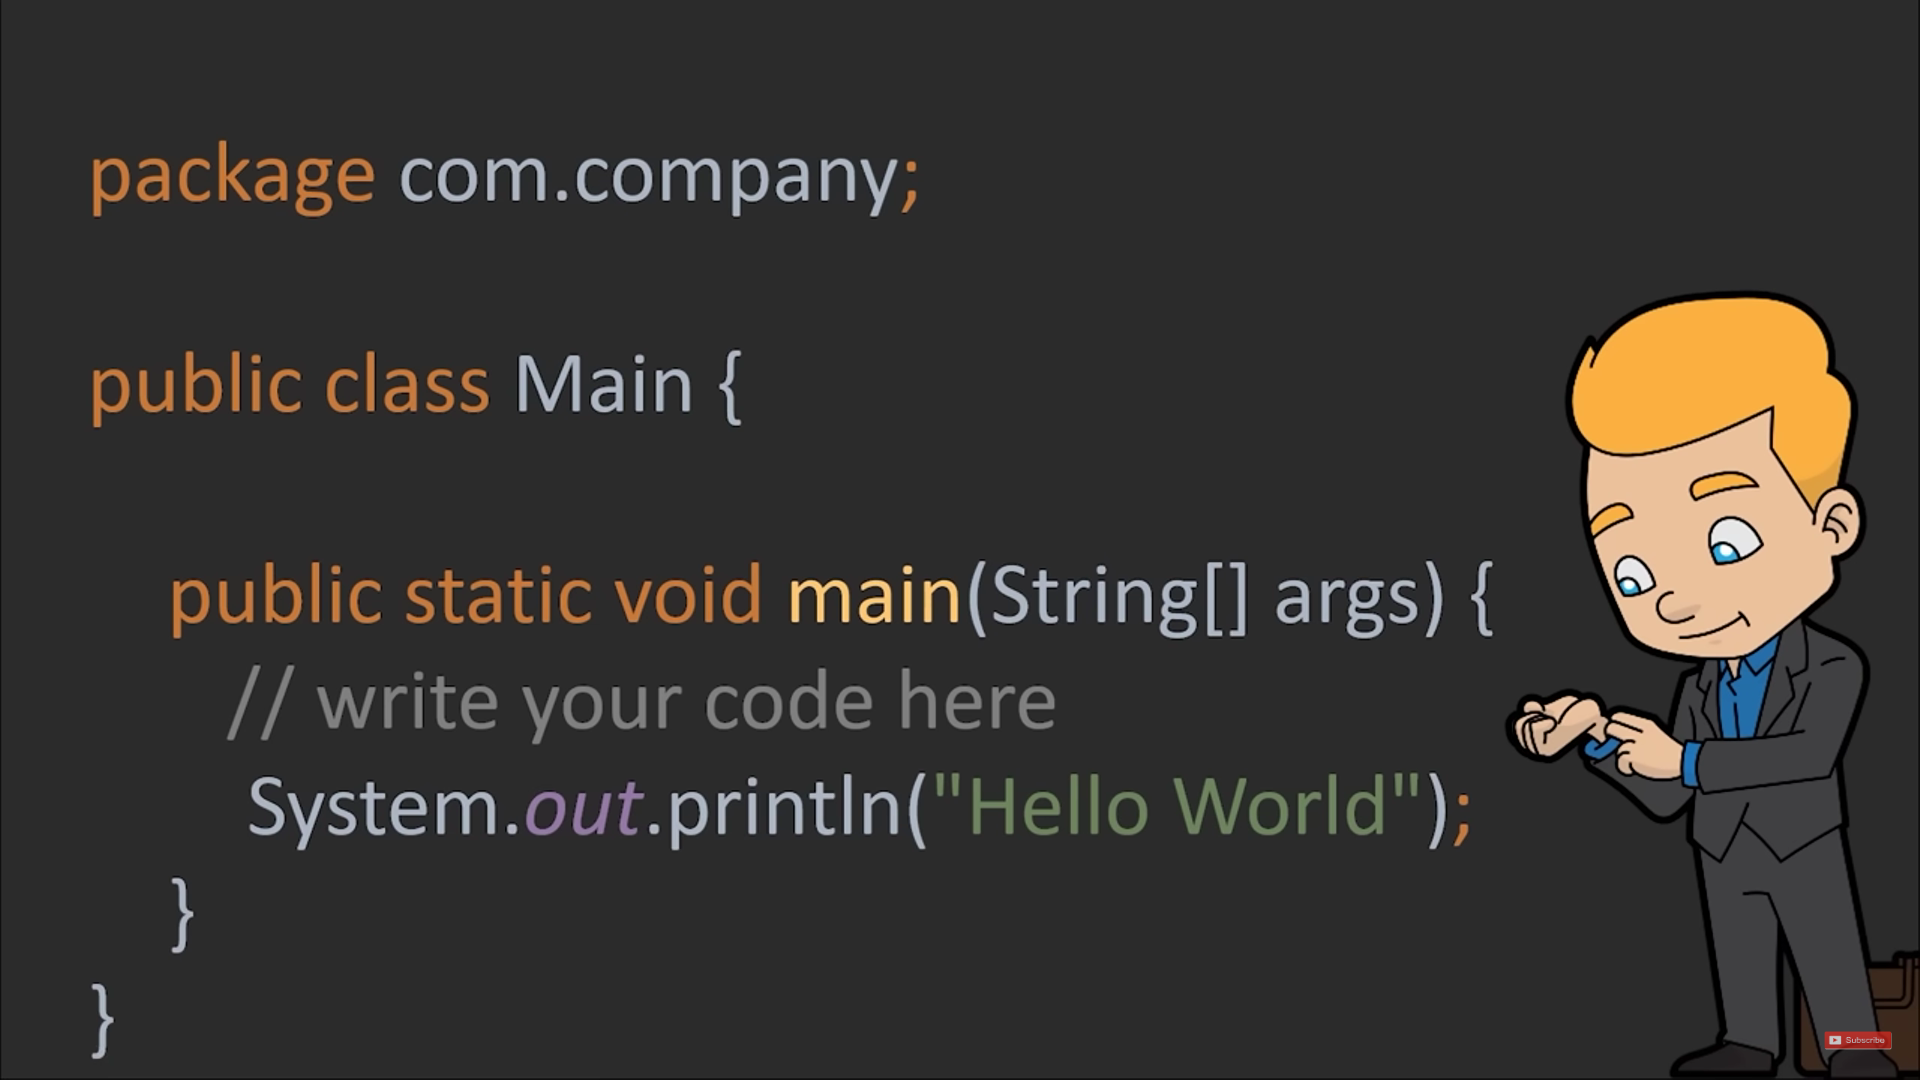 package com.company;
public class Main {
public static void main(String[] args) {
// write your code here
System.out.println("Hello World");
}
}
Subscribe